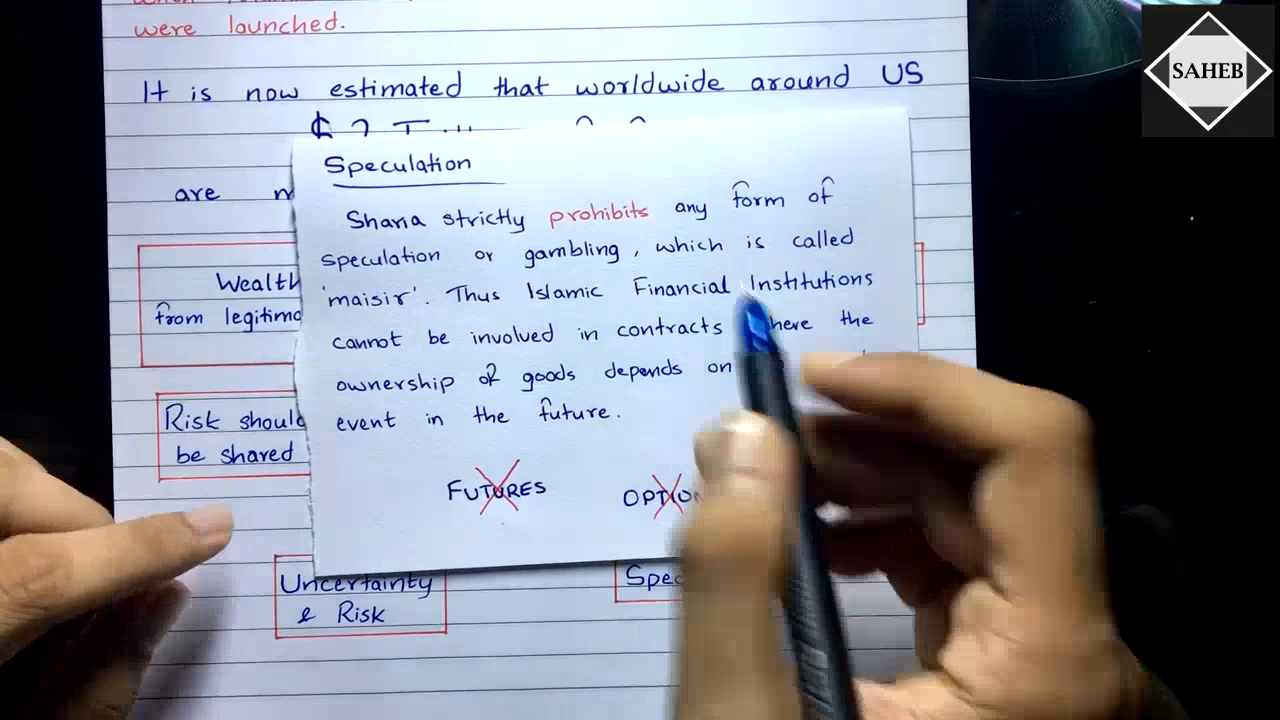 were launched.
SAHEB
It is now estimated that worldwide around US
are
Speculation
Sharia strictly prohibits any form of
speculation or gambling, which is called
'maisir'. Thus Islamic Financial Institutions
cannot be involved in contracts here the
ownership of goods depends on
event in the future.
FUTURES OPTION
Wealth
from legitima
Risk shoul
be shared
Uncertainty
& Risk
Spec